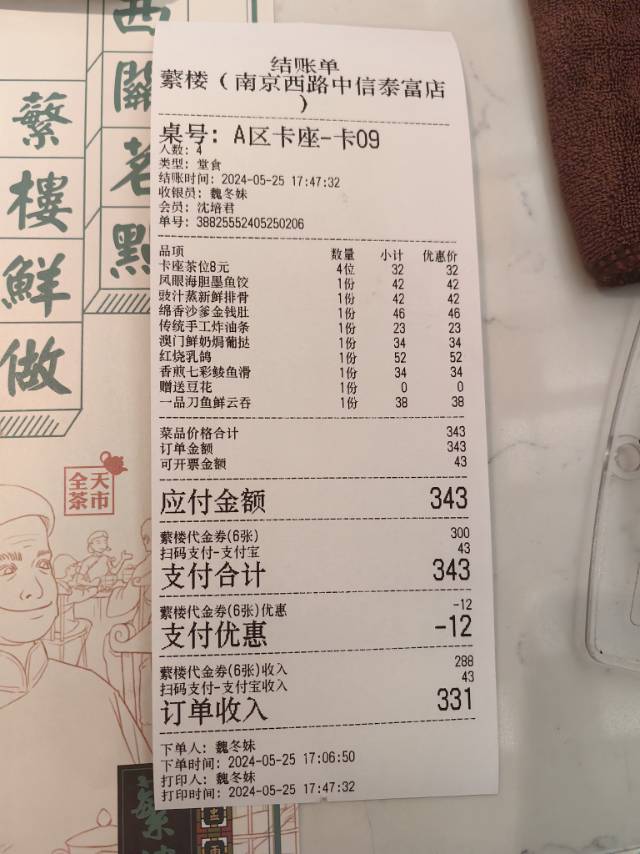 西關茗點
蘩樓鮮做
全天茶市
结账单
蘩楼（南京西路中信泰富店
）
桌号: A区卡座-卡09
人数: 4
类型: 堂食
结账时间: 2024-05-25 17:47:32
收银员: 魏冬妹
会员: 沈培君
单号: 38825552405250206
品项 数量 小计 优惠价
卡座茶位8元 4位 32 32
凤眼海胆墨鱼饺 1份 42 42
豉汁蒸新鲜排骨 1份 42 42
绵香沙爹金钱肚 1份 46 46
传统手工炸油条 1份 23 23
澳门鲜奶焗葡挞 1份 34 34
红烧乳鸽 1份 52 52
香煎七彩鲮鱼滑 1份 34 34
赠送豆花 1份 0 0
一品刀鱼鲜云吞 1份 38 38
菜品价格合计 343
订单金额 343
可开票金额 43
应付金额 343
蘩楼代金券(6张) 300
扫码支付-支付宝 43
支付合计 343
蘩楼代金券(6张)优惠 -12
支付优惠 -12
蘩楼代金券(6张)收入 288
扫码支付-支付宝收入 43
订单收入 331
下单人: 魏冬妹
下单时间: 2024-05-25 17:06:50
打印人: 魏冬妹
打印时间: 2024-05-25 17:47:32